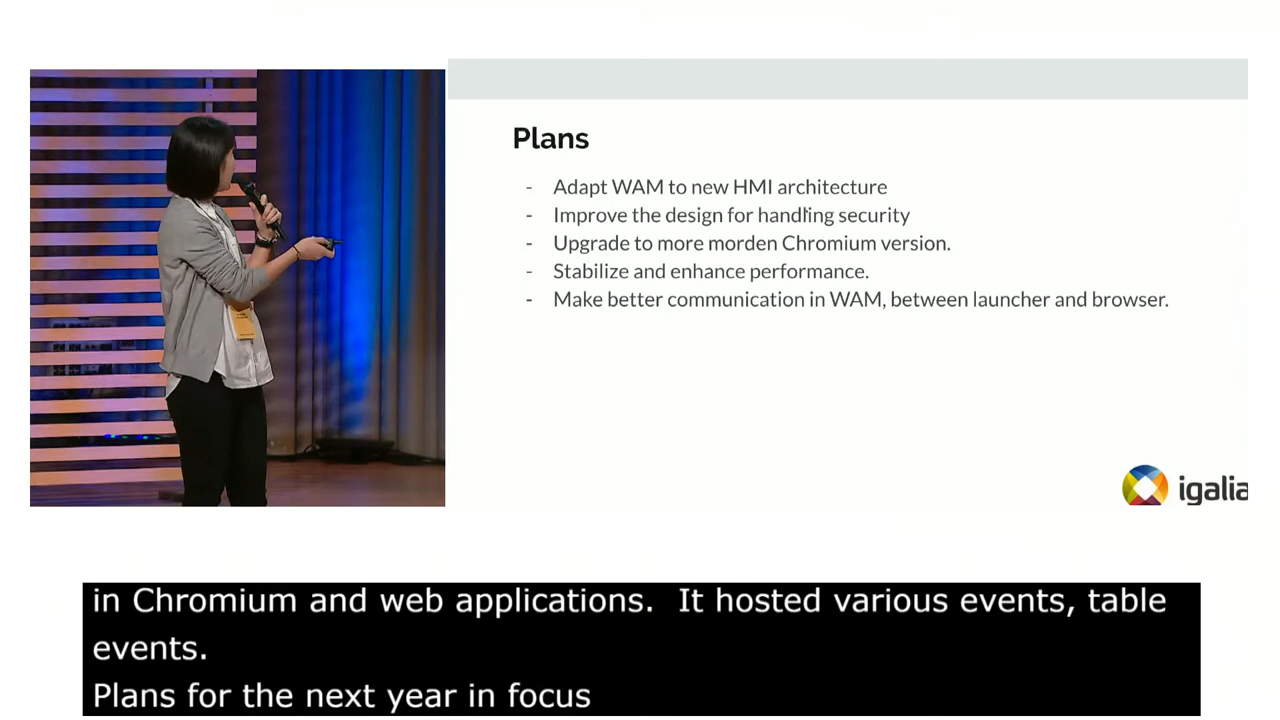 Plans
- Adapt WAM to new HMI architecture
- Improve the design for handling security
- Upgrade to more morden Chromium version.
- Stabilize and enhance performance.
- Make better communication in WAM, between launcher and browser.
igalia
in Chromium and web applications.  It hosted various events, table
events.
Plans for the next year in focus